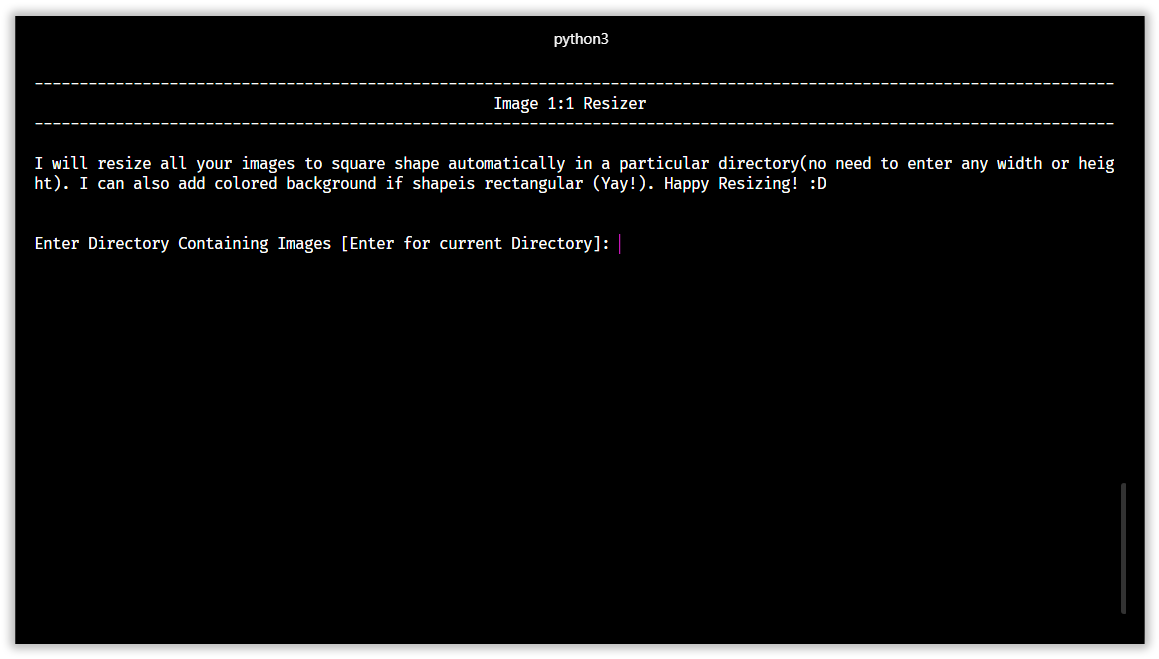 python3
------------------------------------------------------------------------------------------------------------------------
Image 1:1 Resizer
------------------------------------------------------------------------------------------------------------------------
I will resize all your images to square shape automatically in a particular directory(no need to enter any width or heig
ht). I can also add colored background if shapeis rectangular (Yay!). Happy Resizing! :D
Enter Directory Containing Images [Enter for current Directory]: